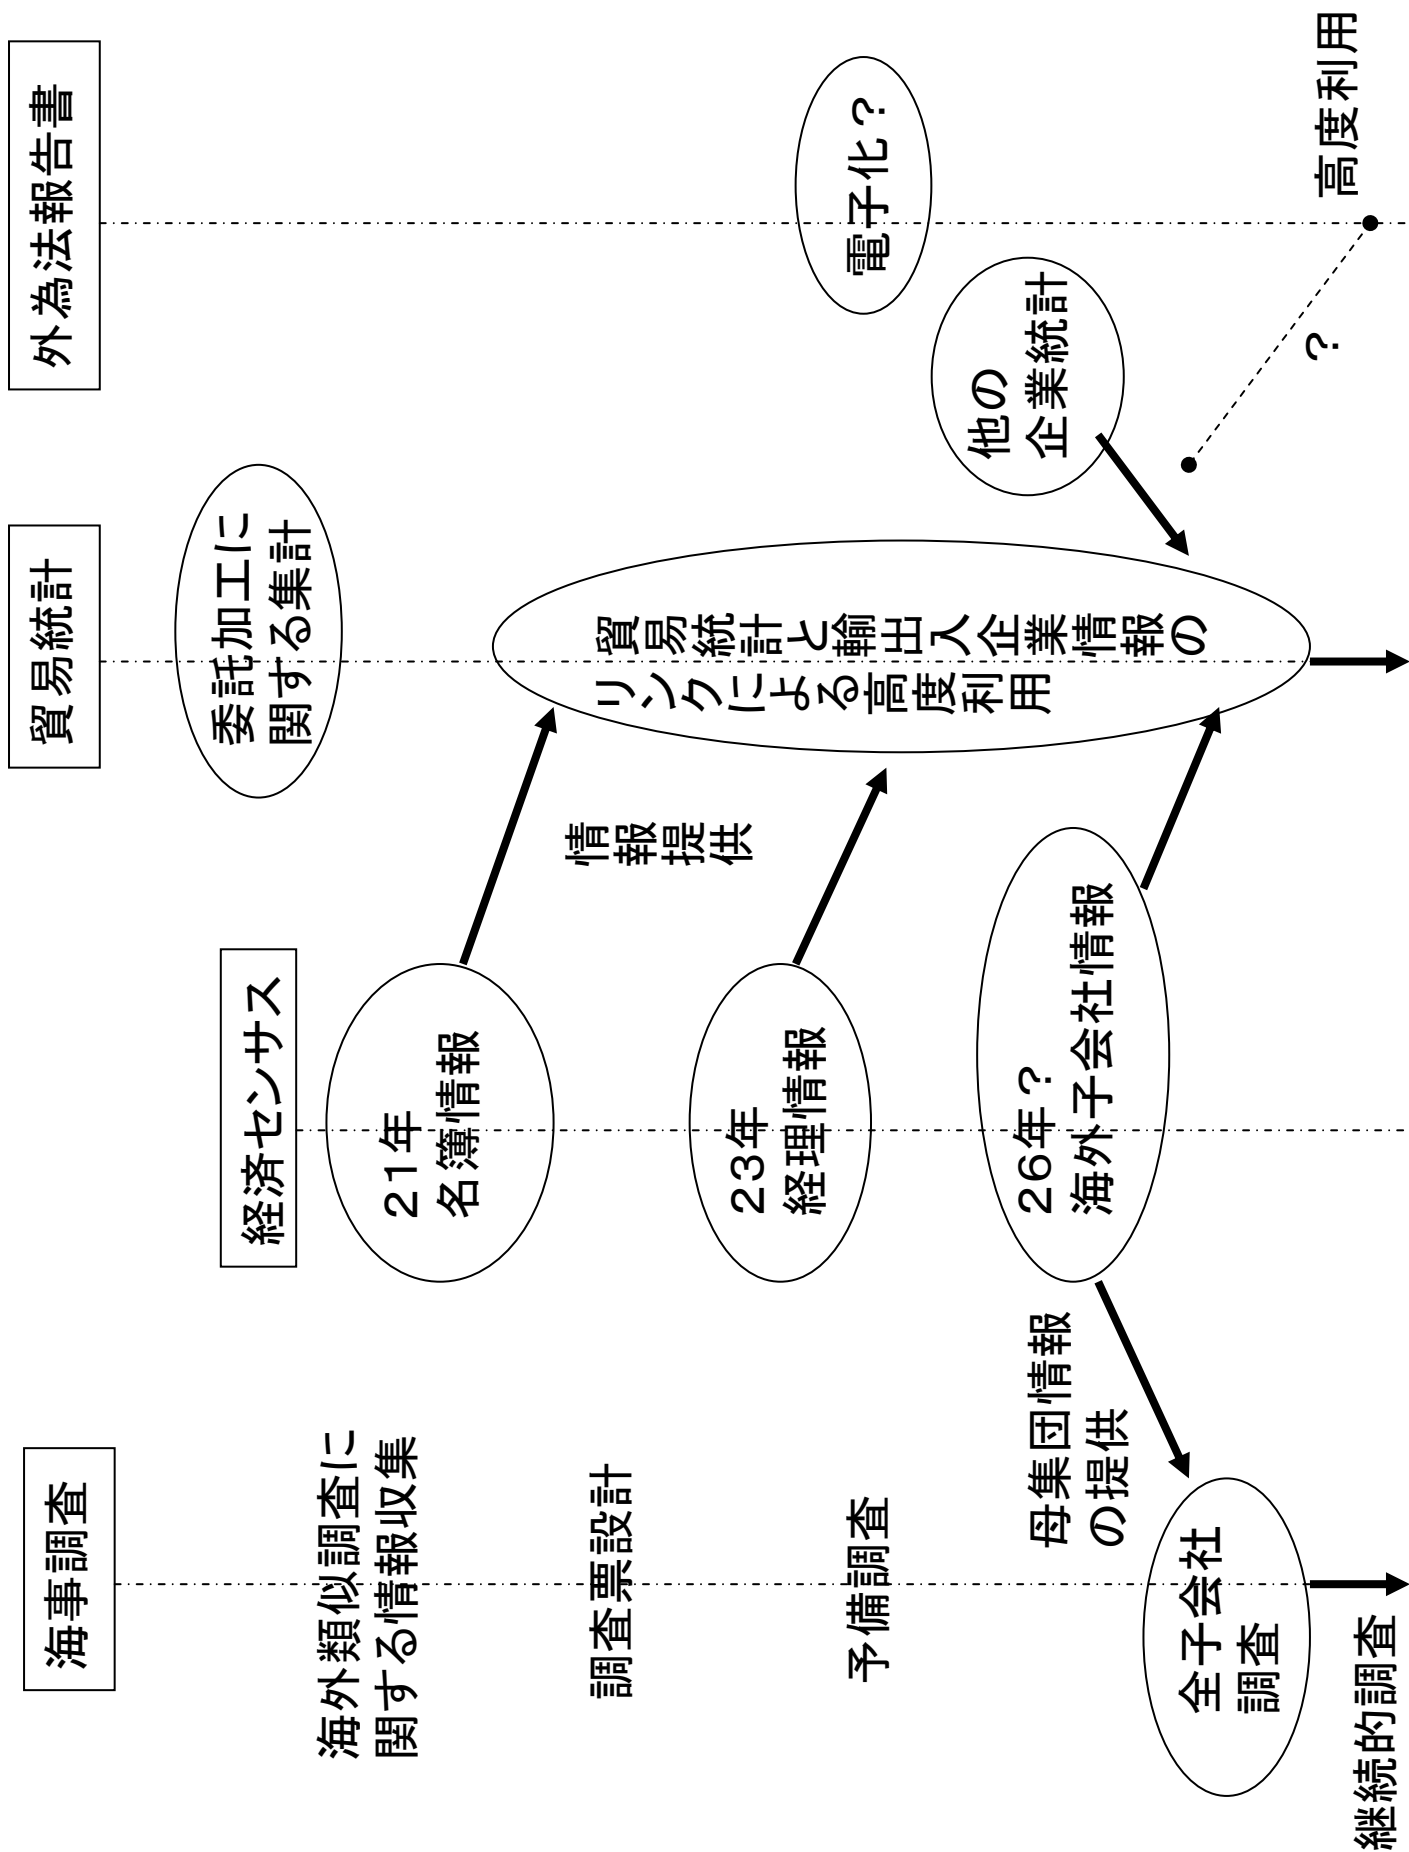 海事調査
経済センサス
貿易統計
外為法報告書
海外類似調査に
関する情報収集
調査票設計
予備調査
母集団情報
の提供
全子会社
調査
継続的調査
21年
名簿情報
23年
経理情報
26年?
海外子会社情報
情報提供
委託加工に
関する集計
貿易統計と輸出入企業情報の
リンクによる高度利用
他の
企業統計
電子化?
?
高度利用